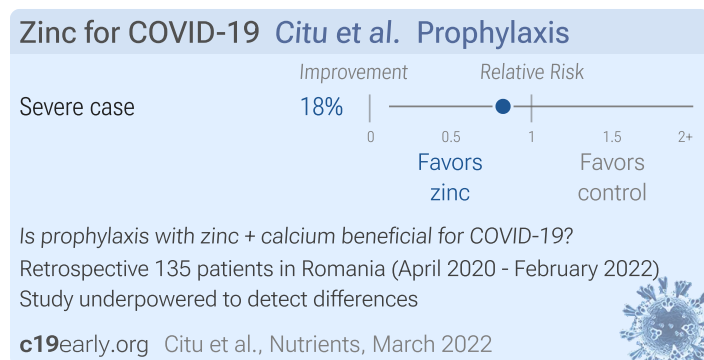 Zinc for COVID-19 Citu et al. Prophylaxis
Improvement Relative Risk
Severe case 18%
0 0.5 1 1.5 2+
Favors zinc Favors control
Is prophylaxis with zinc + calcium beneficial for COVID-19?
Retrospective 135 patients in Romania (April 2020 - February 2022)
Study underpowered to detect differences
c19early.org Citu et al., Nutrients, March 2022